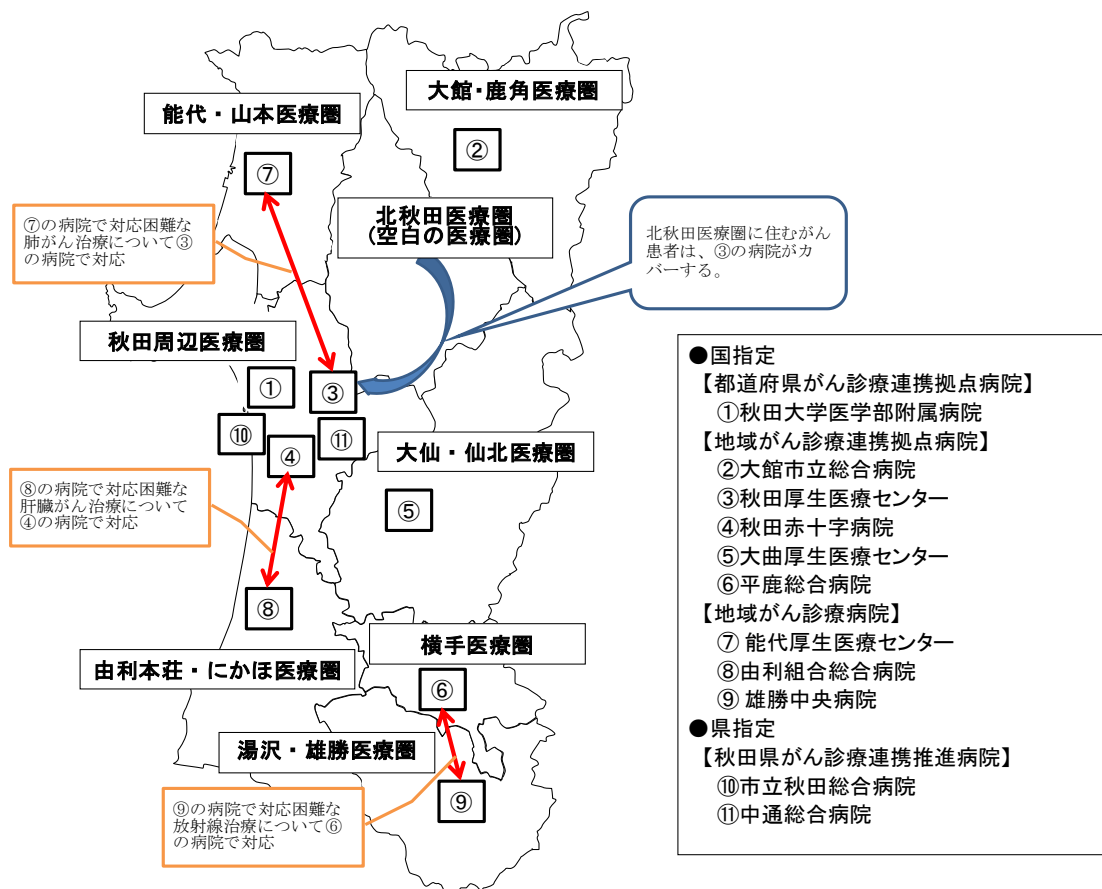 大館・鹿角医療圏
能代・山本医療圏
②
⑦
⑦の病院で対応困難な
肺がん治療について③
の病院で対応
北秋田医療圏
(空白の医療圏)
北秋田医療圏に住むがん
患者は、③の病院がカ
バーする。
秋田周辺医療圏
①
③
⑩
⑪
④
大仙・仙北医療圏
⑤
⑧の病院で対応困難な
肝臓がん治療について
④の病院で対応
⑧
横手医療圏
由利本荘・にかほ医療圏
⑥
湯沢・雄勝医療圏
⑨
⑨の病院で対応困難な
放射線治療について⑥
の病院で対応
●国指定
【都道府県がん診療連携拠点病院】
①秋田大学医学部附属病院
【地域がん診療連携拠点病院】
②大館市立総合病院
③秋田厚生医療センター
④秋田赤十字病院
⑤大曲厚生医療センター
⑥平鹿総合病院
【地域がん診療病院】
⑦ 能代厚生医療センター
⑧由利組合総合病院
⑨ 雄勝中央病院
●県指定
【秋田県がん診療連携推進病院】
⑩市立秋田総合病院
⑪中通総合病院